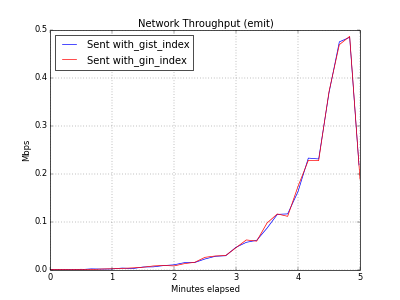 Network Throughput (emit)
Sent with_gist_index
Sent with_gin_index
Mbps
0.5
0.4
0.3
0.2
0.1
0.0
0 1 2 3 4 5
Minutes elapsed